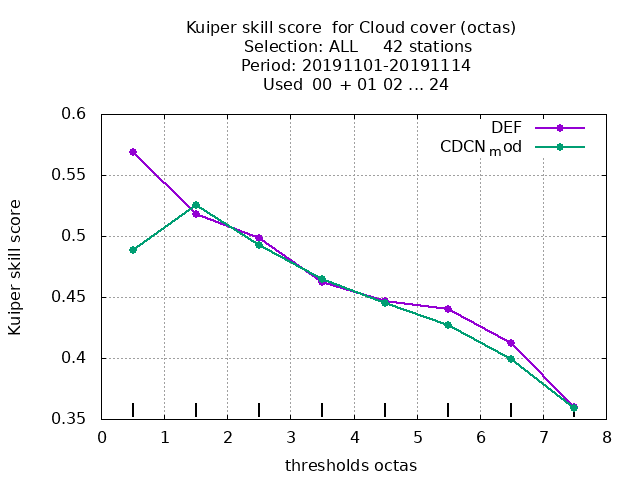 Kuiper skill score  for Cloud cover (octas)
Selection: ALL     42 stations
Period: 20191101-20191114
Used  00 + 01 02 ... 24
DEF
CDCN_mod
Kuiper skill score
0.6
0.55
0.5
0.45
0.4
0.35
0 1 2 3 4 5 6 7 8
thresholds octas